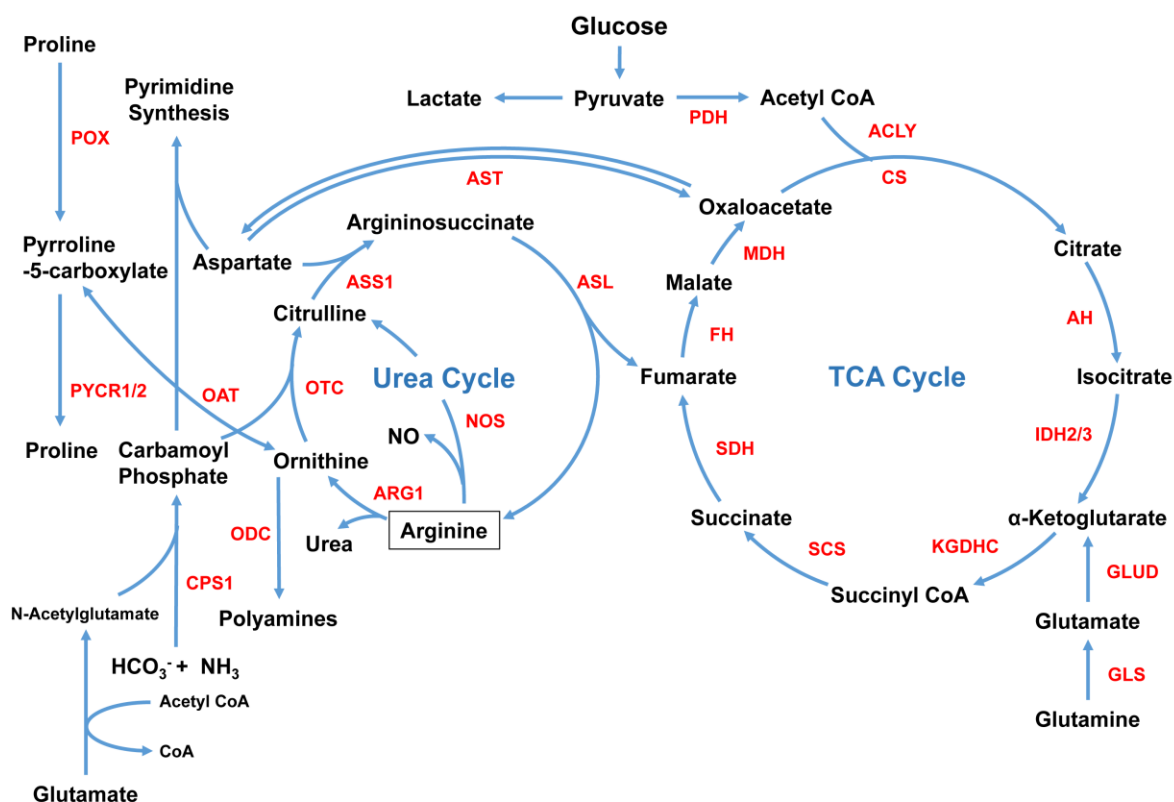 Glucose
Proline
Pyrimidine
Synthesis
Lactate
Pyruvate
Acetyl CoA
PDH
ACLY
POX
CS
AST
Oxaloacetate
Argininosuccinate
Pyrroline
-5-carboxylate
Aspartate
MDH
Citrate
ASS1
ASL
Malate
Citrulline
AH
FH
Urea Cycle
Fumarate
TCA Cycle
Isocitrate
PYCR1/2
OAT
OTC
NOS
NO
IDH2/3
SDH
Proline
Carbamoyl
Phosphate
Ornithine
ARG1
Succinate
α-Ketoglutarate
Arginine
ODC
Urea
SCS
KGDHC
GLUD
CPS1
Succinyl CoA
N-Acetylglutamate
Polyamines
Glutamate
HCO₃⁻ + NH₃
GLS
Acetyl CoA
Glutamine
CoA
Glutamate